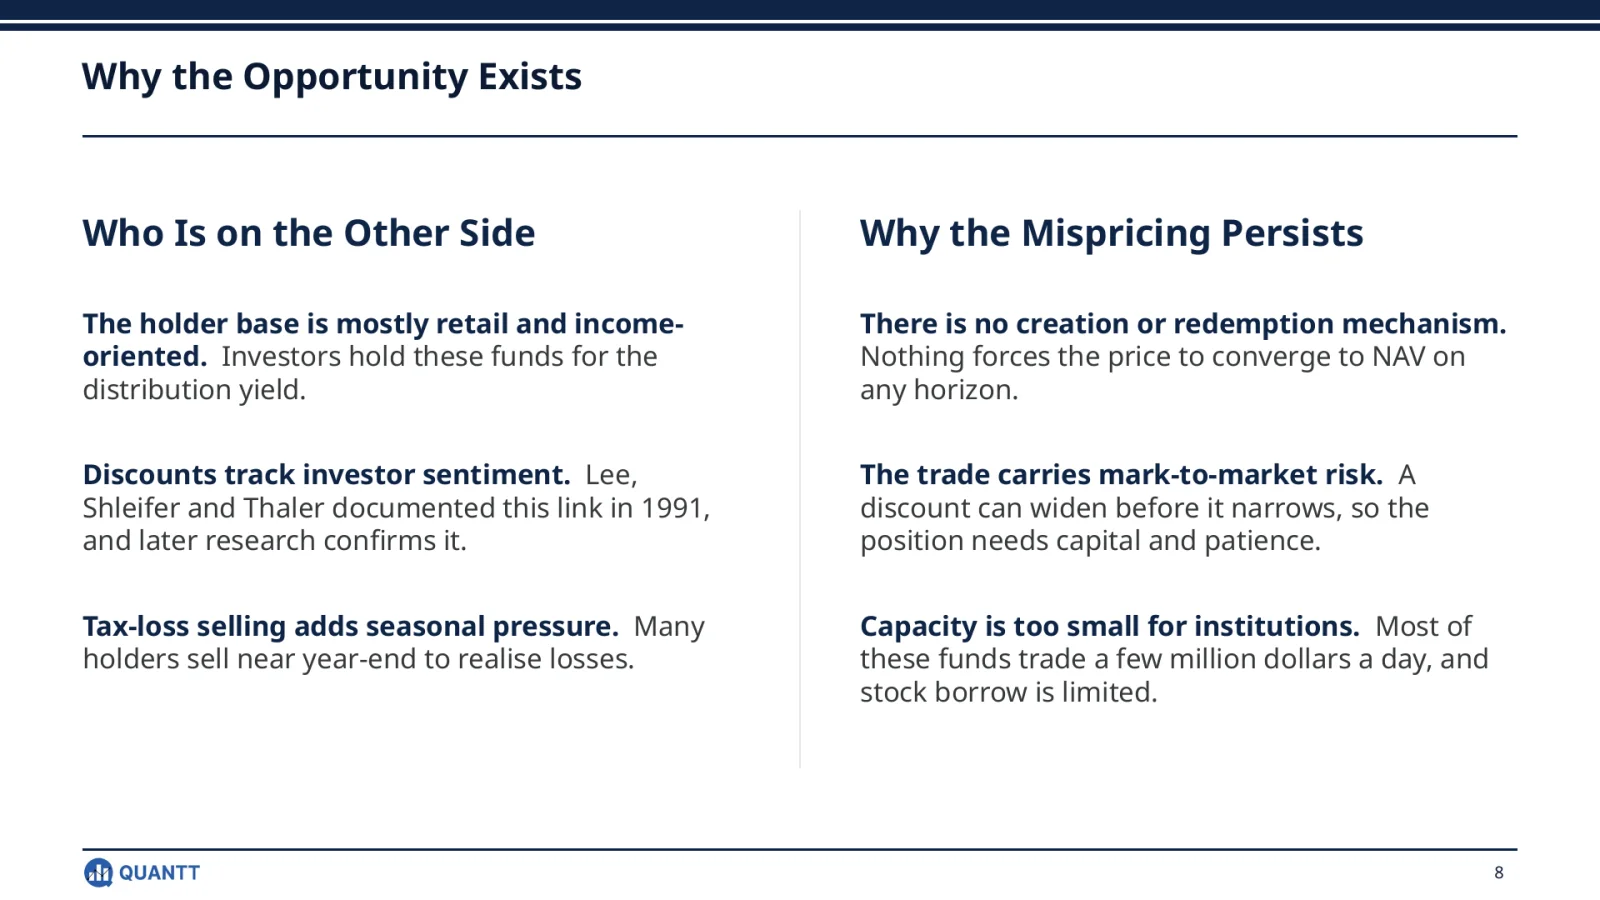 Why the Opportunity Exists
Who Is on the Other Side
The holder base is mostly retail and income-
oriented. Investors hold these funds for the
distribution yield.
Discounts track investor sentiment. Lee,
Shleifer and Thaler documented this link in 1991,
and later research confirms it.
Tax-loss selling adds seasonal pressure. Many
holders sell near year-end to realise losses.
Why the Mispricing Persists
There is no creation or redemption mechanism.
Nothing forces the price to converge to NAV on
any horizon.
The trade carries mark-to-market risk. A
discount can widen before it narrows, so the
position needs capital and patience.
Capacity is too small for institutions. Most of
these funds trade a few million dollars a day, and
stock borrow is limited.
QUANTT
8